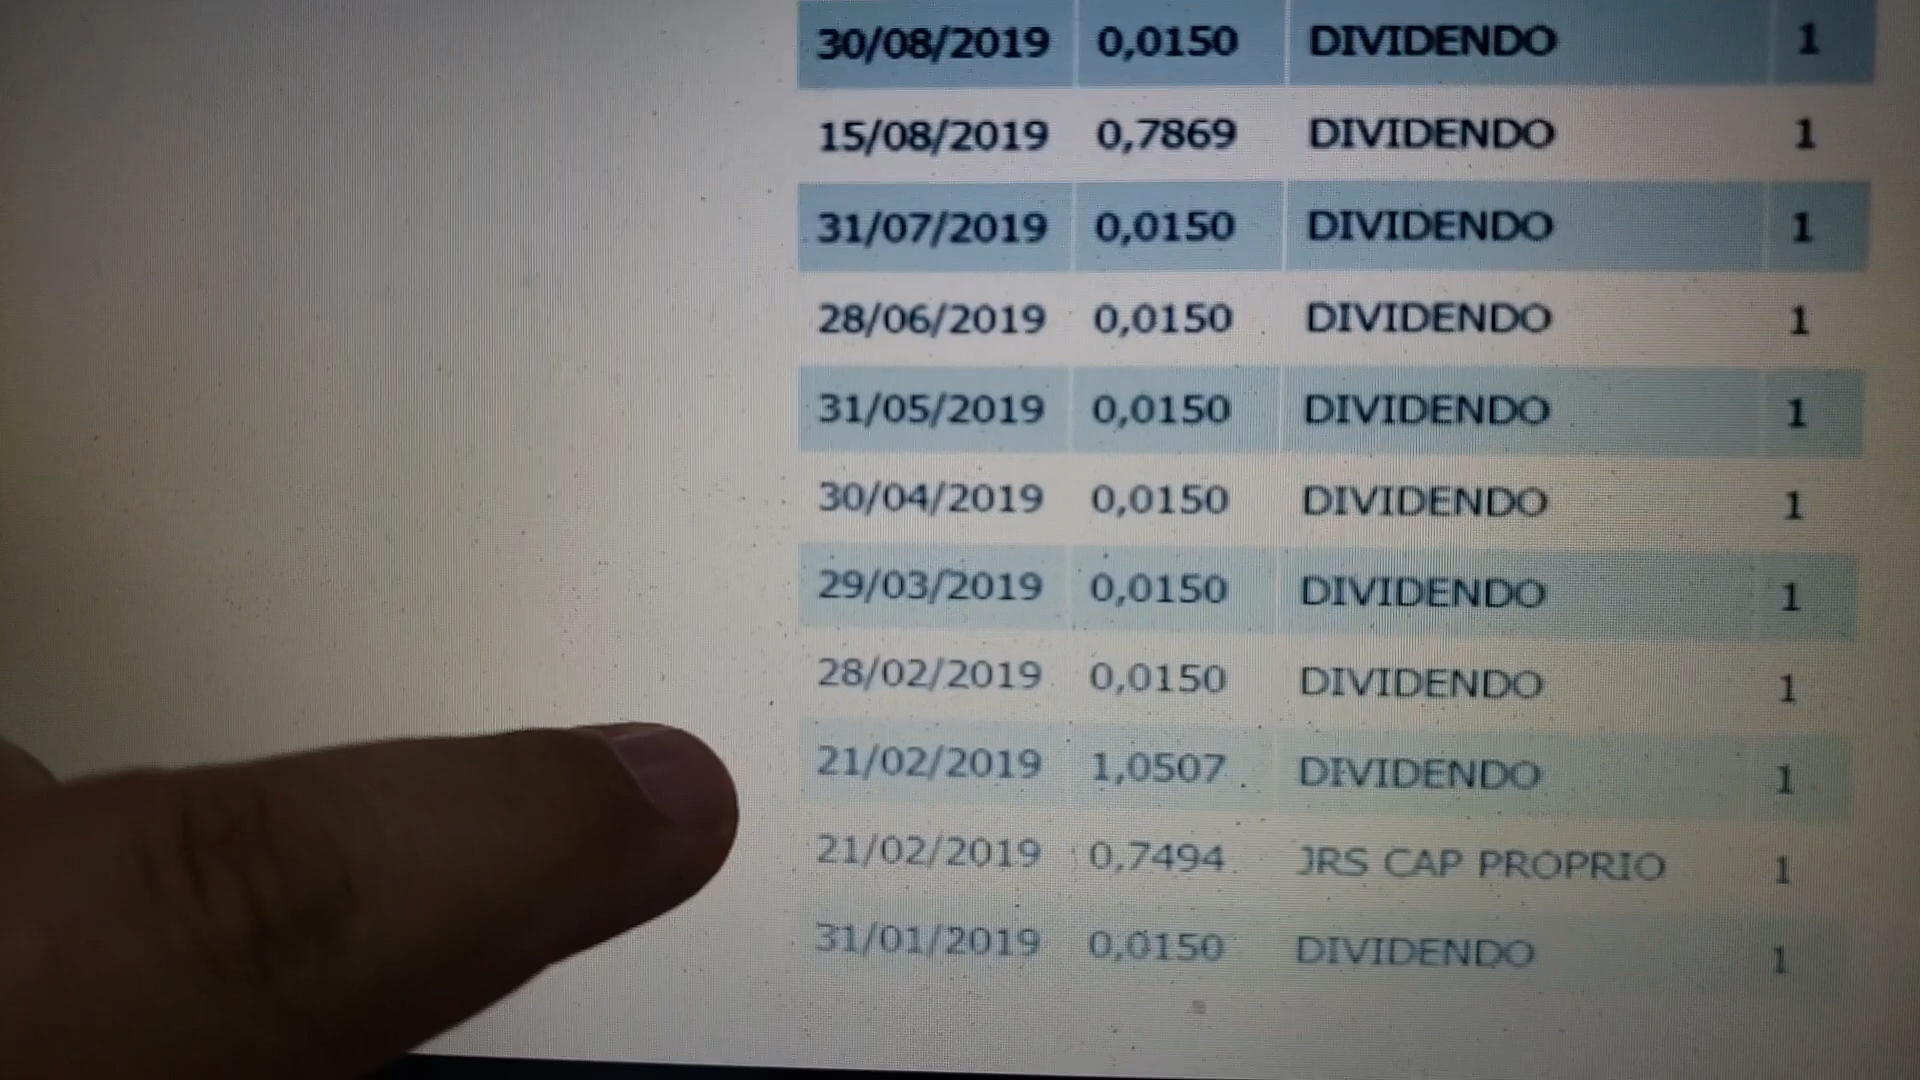 30/08/2019 0,0150 DIVIDENDO 1
15/08/2019 0,7869 DIVIDENDO 1
31/07/2019 0,0150 DIVIDENDO 1
28/06/2019 0,0150 DIVIDENDO 1
31/05/2019 0,0150 DIVIDENDO 1
30/04/2019 0,0150 DIVIDENDO 1
29/03/2019 0,0150 DIVIDENDO 1
28/02/2019 0,0150 DIVIDENDO 1
21/02/2019 1,0507 DIVIDENDO 1
21/02/2019 0,7494 JRS CAP PROPRIO 1
31/01/2019 0,0150 DIVIDENDO 1